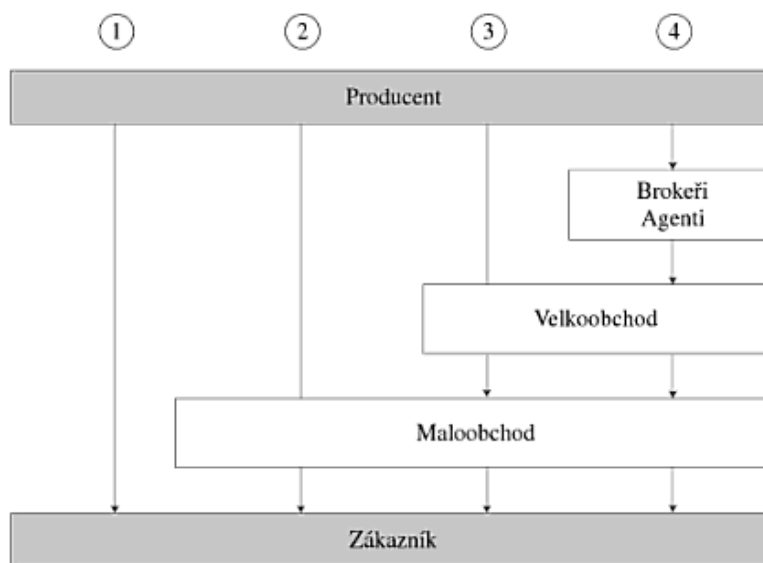 1 2 3 4
Producent
Brokeři
Agenti
Velkoobchod
Maloobchod
Zákazník